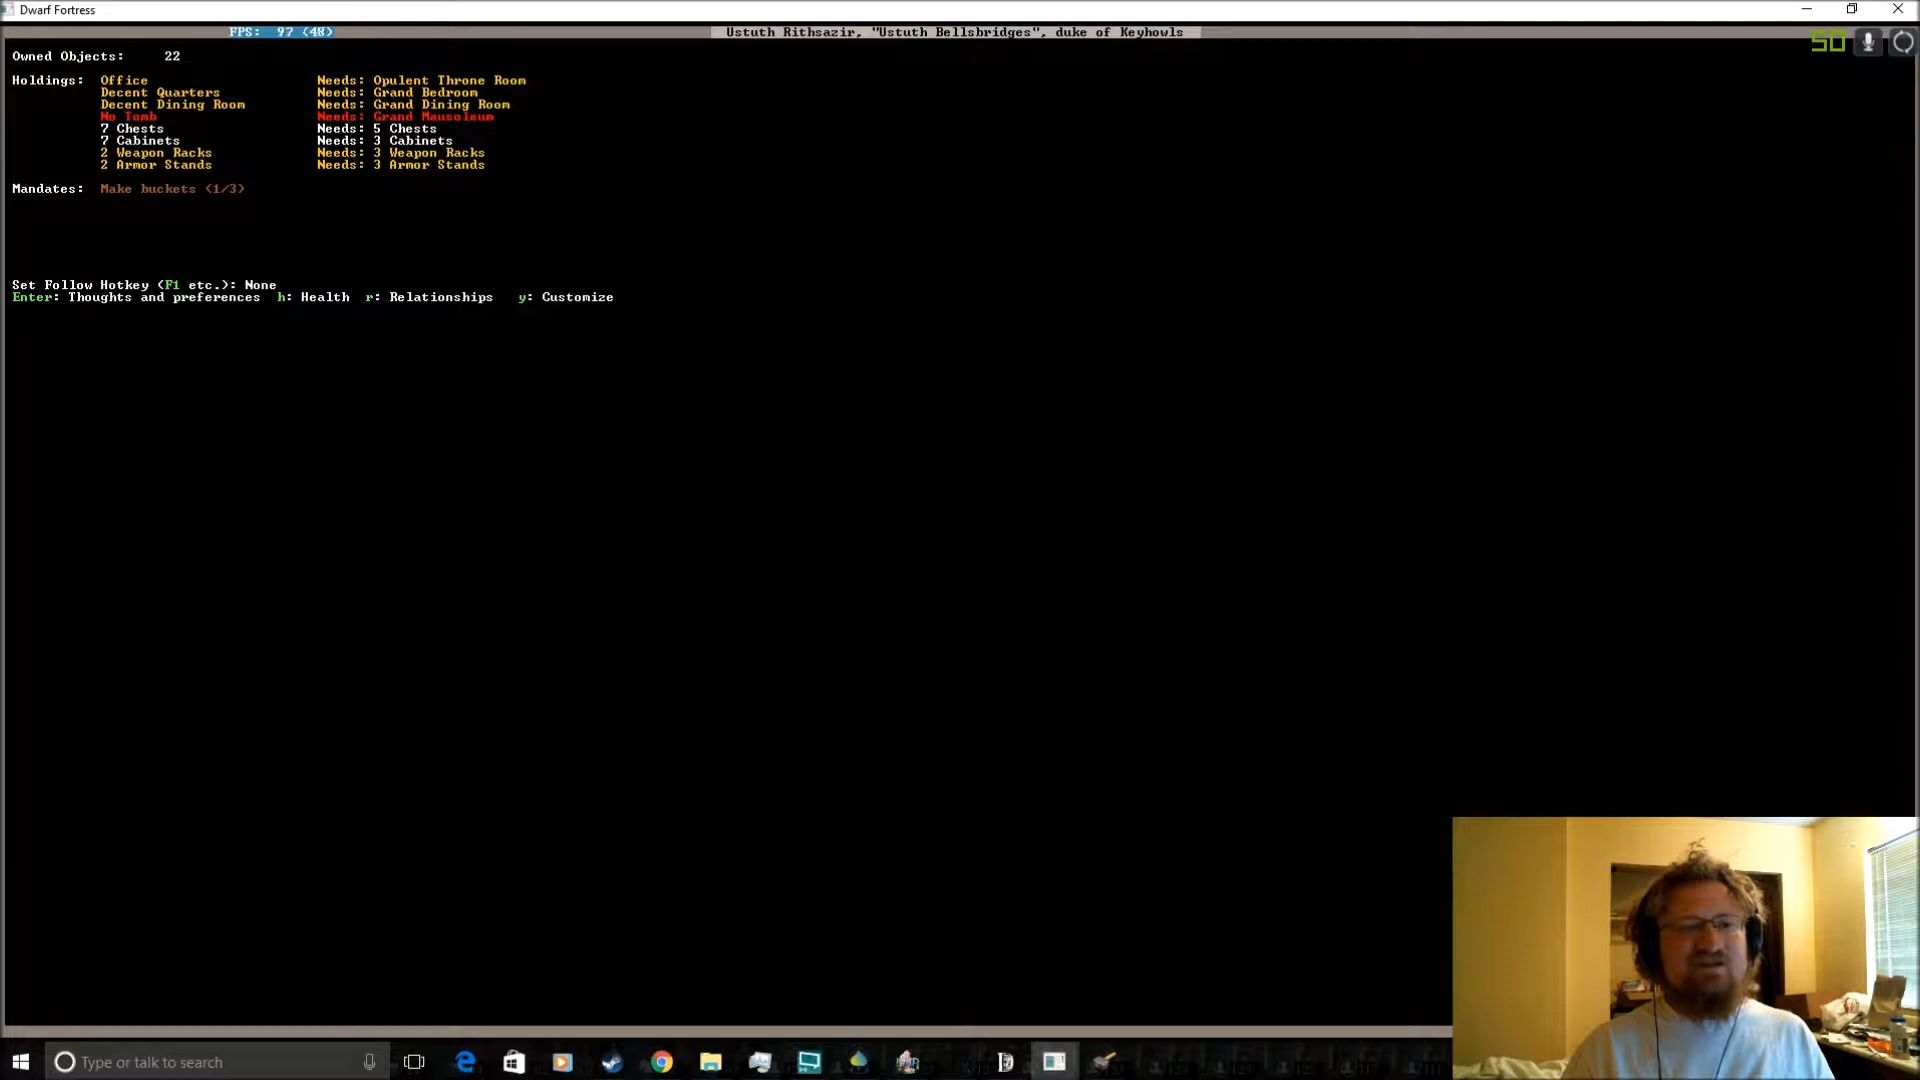 Dwarf Fortress
FPS: 97 (48)
Ustuth Rithsazir, "Ustuth Bellsbridges", duke of Keyhowls
50
Owned Objects: 22
Holdings: Office Needs: Opulent Throne Room
Decent Quarters Needs: Grand Bedroom
Decent Dining Room Needs: Grand Dining Room
No Tomb Needs: Grand Mausoleum
7 Chests Needs: 5 Chests
7 Cabinets Needs: 3 Cabinets
2 Weapon Racks Needs: 3 Weapon Racks
2 Armor Stands Needs: 3 Armor Stands
Mandates: Make buckets (1/3)
Set Follow Hotkey (F1 etc.): None
Enter: Thoughts and preferences h: Health r: Relationships y: Customize
Type or talk to search